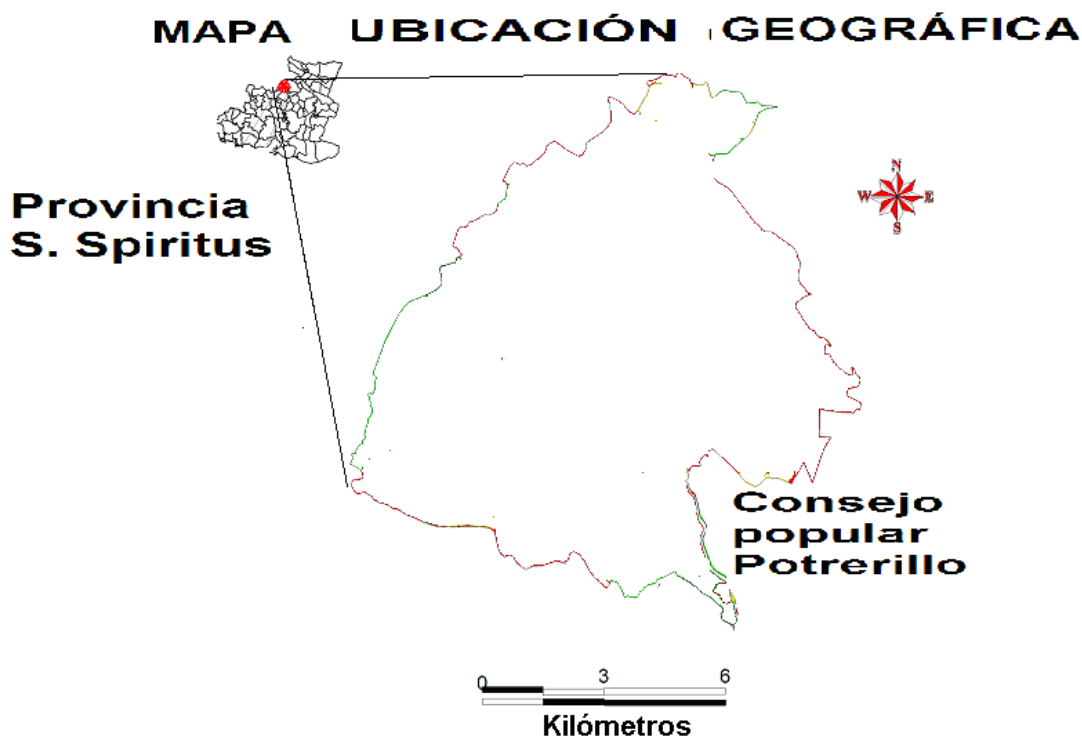 MAPA UBICACIÓN GEOGRÁFICA
Provincia
S. Spiritus
N
W E
S
Consejo
popular
Potrerillo
0 3 6
Kilómetros